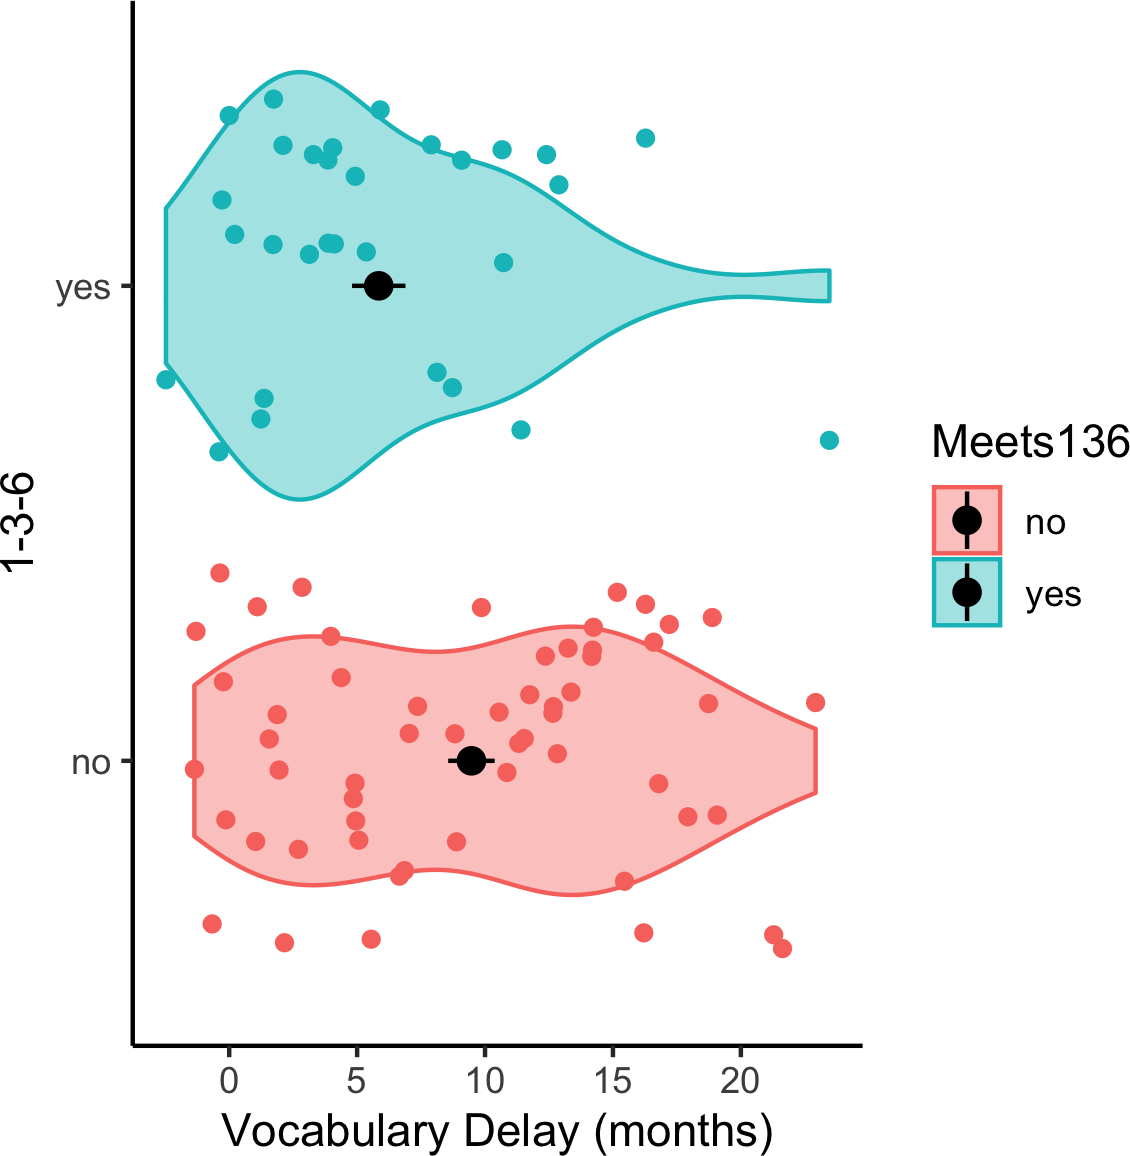 yes
no
1-3-6
0 5 10 15 20
Vocabulary Delay (months)
Meets136
no
yes